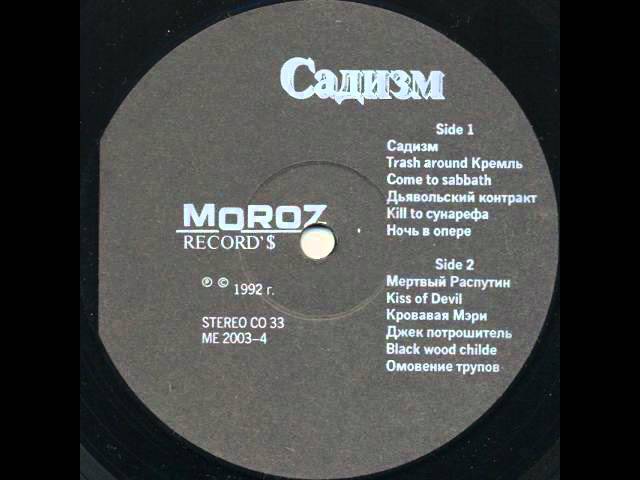 Садизм
Side 1
Садизм
Trash around Кремль
Come to sabbath
Дьявольский контракт
Kill to сунарефа
Ночь в опере
MOROZ
RECORD'$
Side 2
Мертвый Распутин
Kiss of Devil
Кровавая Мэри
Джек потрошитель
Black wood childe
Омовение трупов
℗ © 1992 г.
STEREO CO 33
ME 2003–4